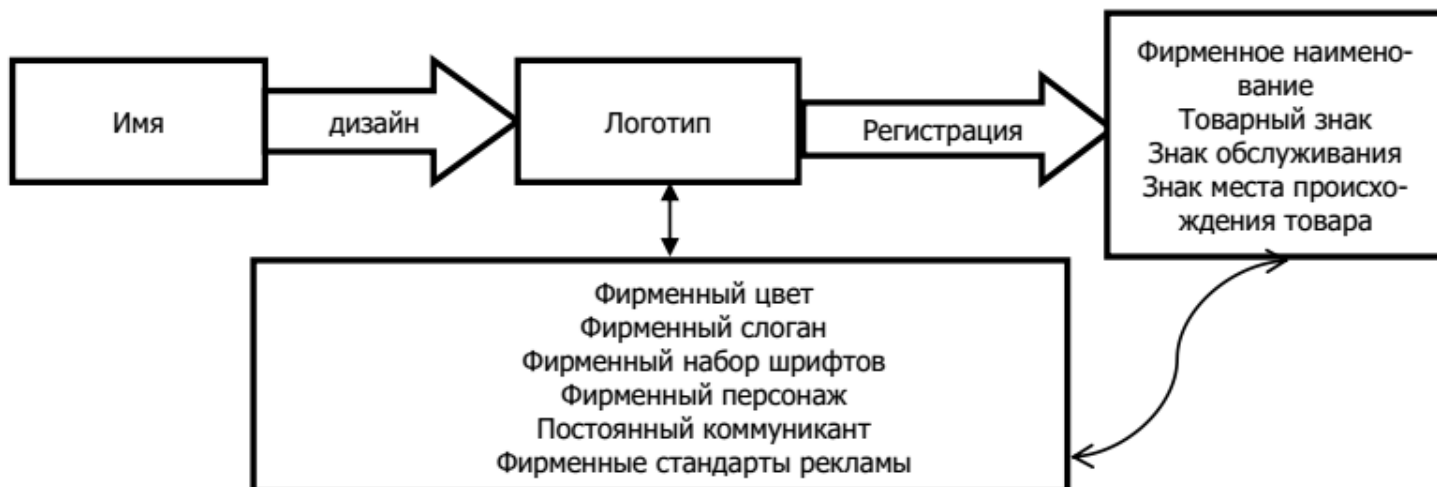 Имя
дизайн
Логотип
Регистрация
Фирменное наимено-
вание
Товарный знак
Знак обслуживания
Знак места происхо-
ждения товара
Фирменный цвет
Фирменный слоган
Фирменный набор шрифтов
Фирменный персонаж
Постоянный коммуникант
Фирменные стандарты рекламы